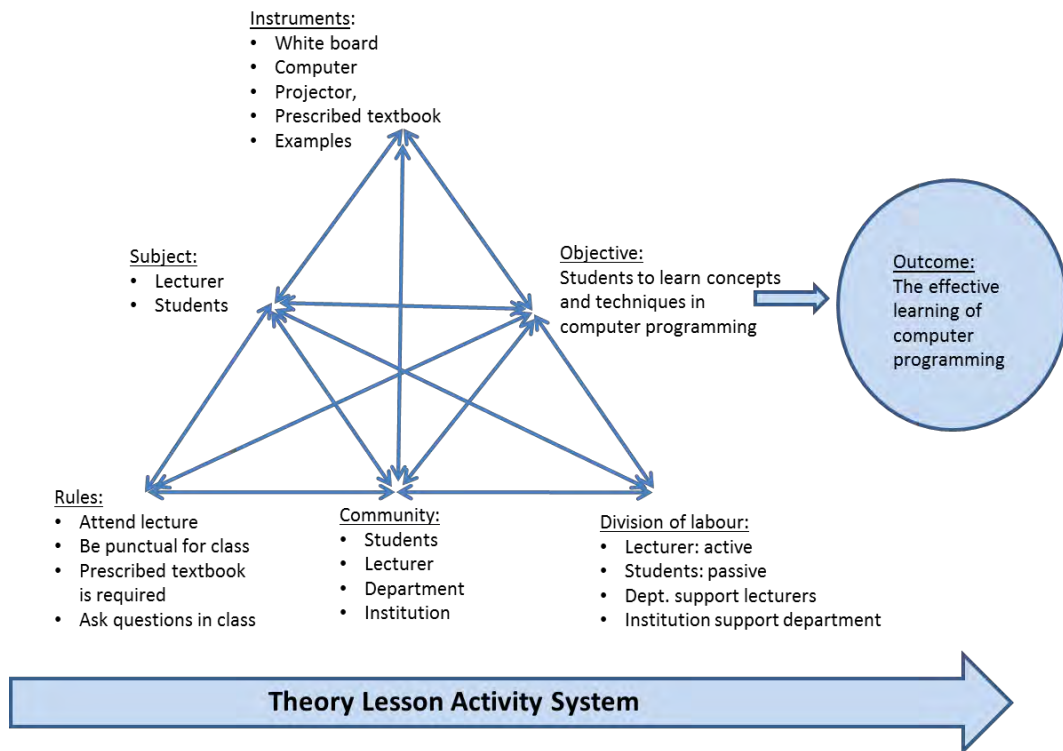 Instruments:
• White board
• Computer
• Projector,
• Prescribed textbook
• Examples
Subject:
• Lecturer
• Students
Objective:
Students to learn concepts
and techniques in
computer programming
Outcome:
The effective
learning of
computer
programming
Rules:
• Attend lecture
• Be punctual for class
• Prescribed textbook
is required
• Ask questions in class
Community:
• Students
• Lecturer
• Department
• Institution
Division of labour:
• Lecturer: active
• Students: passive
• Dept. support lecturers
• Institution support department
Theory Lesson Activity System